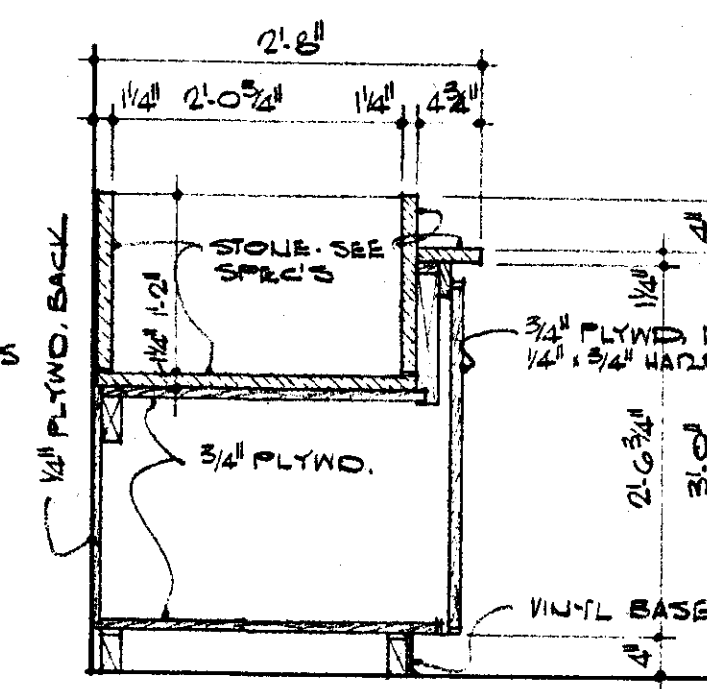 2'-8"
1 1/4" 2'-0 3/4" 1 1/4" 4 3/4"
STONE. SEE
SPEC'S
4"
1 1/4"
1 1/4" 1'-2"
1/4" PLYWD. BACK
3/4" PLYWD.
1/4" x 3/4"
3/4" PLYWD.
2'-6 3/4"
3'-0"
VINYL BASE
4"